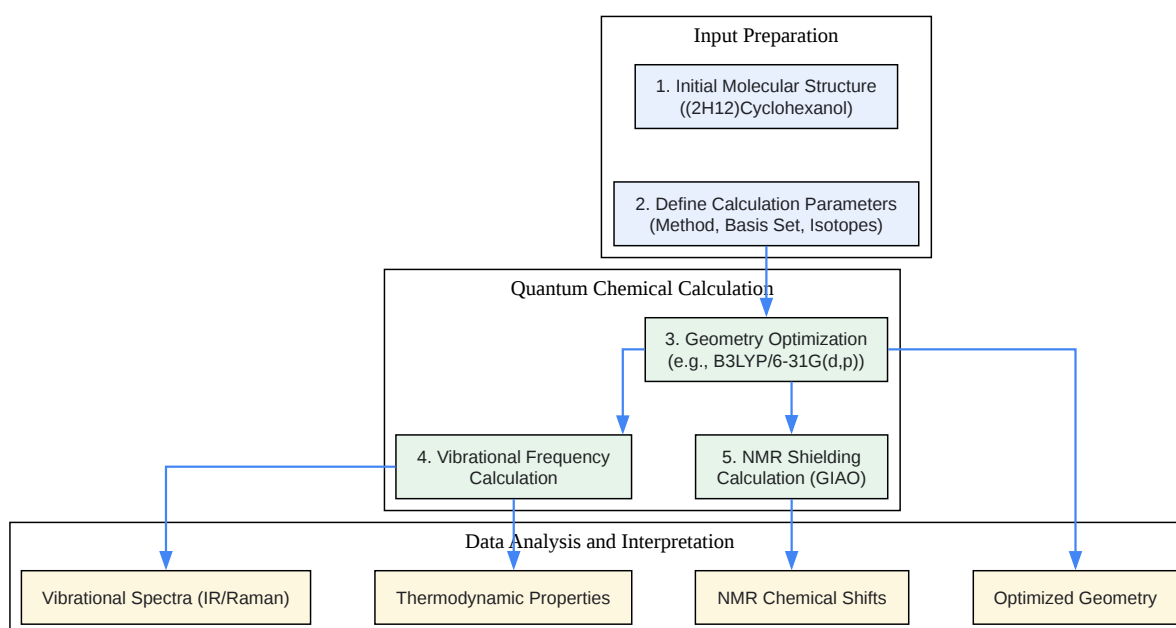 Input Preparation
1. Initial Molecular Structure
((2H12)Cyclohexanol)
2. Define Calculation Parameters
(Method, Basis Set, Isotopes)
Quantum Chemical Calculation
3. Geometry Optimization
(e.g., B3LYP/6-31G(d,p))
4. Vibrational Frequency
Calculation
5. NMR Shielding
Calculation (GIAO)
Data Analysis and Interpretation
Vibrational Spectra (IR/Raman)
Thermodynamic Properties
NMR Chemical Shifts
Optimized Geometry